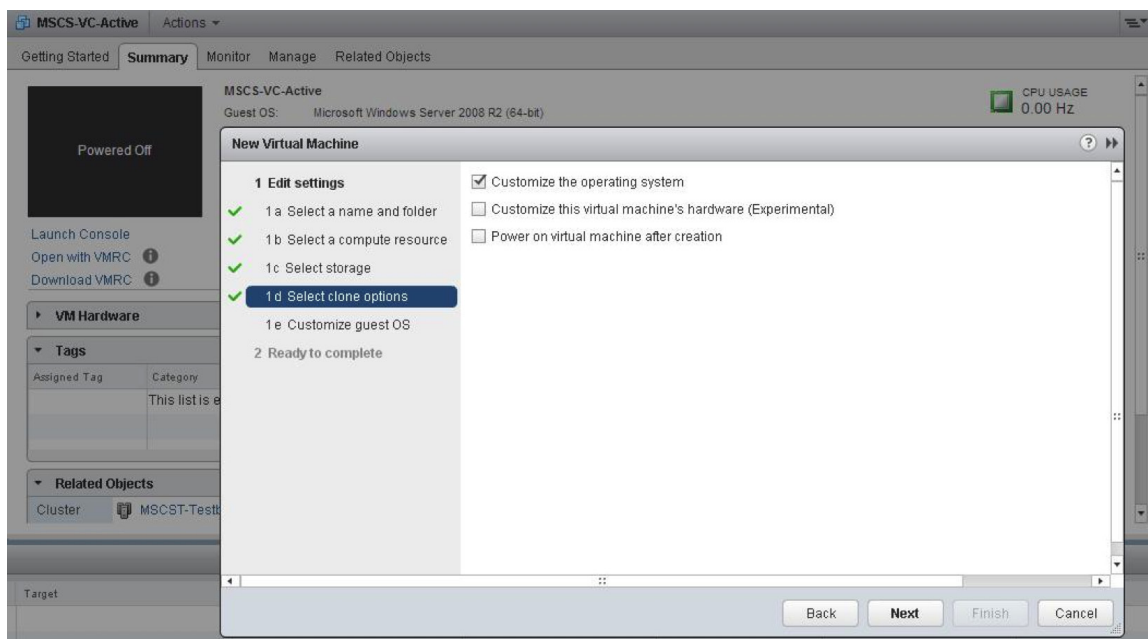 MSCS-VC-Active Actions
Getting Started Summary Monitor Manage Related Objects
Powered Off
MSCS-VC-Active
Guest OS: Microsoft Windows Server 2008 R2 (64-bit)
CPU USAGE
0.00 HZ
Launch Console
Open with VMRC
Download VMRC
VM Hardware
Tags
Assigned Tag Category
This list is e
Related Objects
Cluster MSCST-Testb
Target
New Virtual Machine
1 Edit settings
1a Select a name and folder
1b Select a compute resource
1c Select storage
1d Select clone options
1e Customize guest OS
2 Ready to complete
Customize the operating system
Customize this virtual machine's hardware (Experimental)
Power on virtual machine after creation
Back Next Finish Cancel